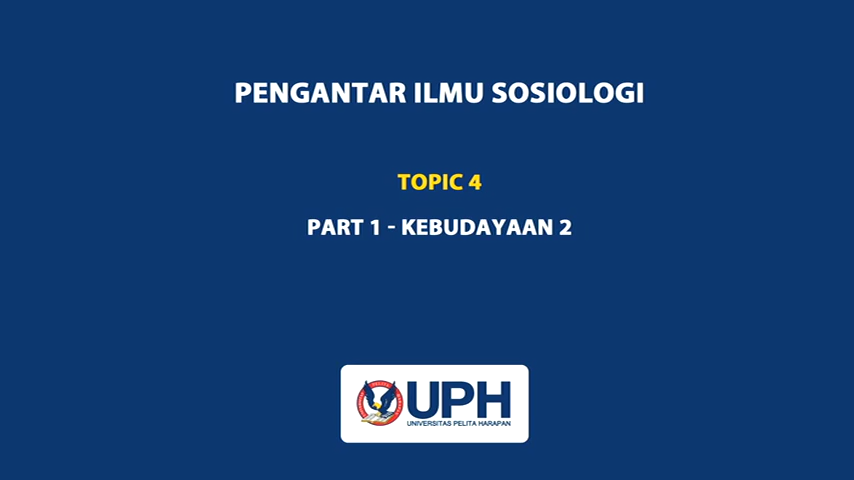 PENGANTAR ILMU SOSIOLOGI
TOPIC 4
PART 1 - KEBUDAYAAN 2
UPH
UNIVERSITAS PELITA HARAPAN